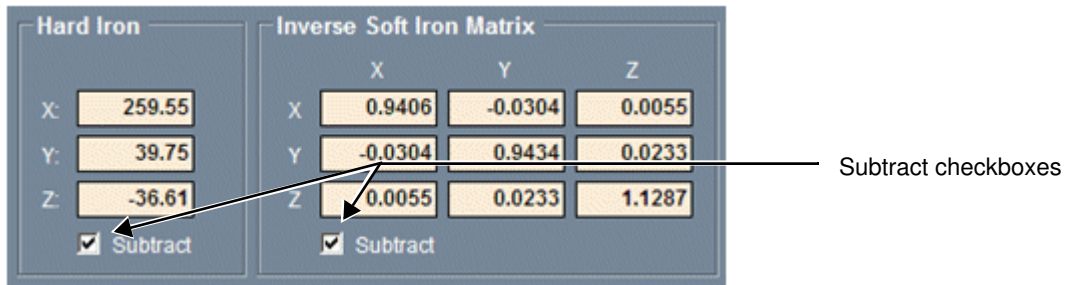 Hard Iron
Inverse Soft Iron Matrix
X Y Z
X: 259.55 X 0.9406 -0.0304 0.0055
Y: 39.75 Y -0.0304 0.9434 0.0233
Z: -36.61 Z 0.0055 0.0233 1.1287
Subtract Subtract
Subtract checkboxes